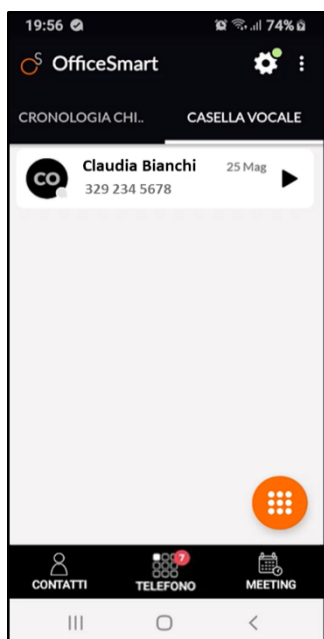 19:56 74%
OS OfficeSmart
CRONOLOGIA CHI.. CASELLA VOCALE
CO Claudia Bianchi 25 Mag
329 234 5678
7
CONTATTI TELEFONO MEETING